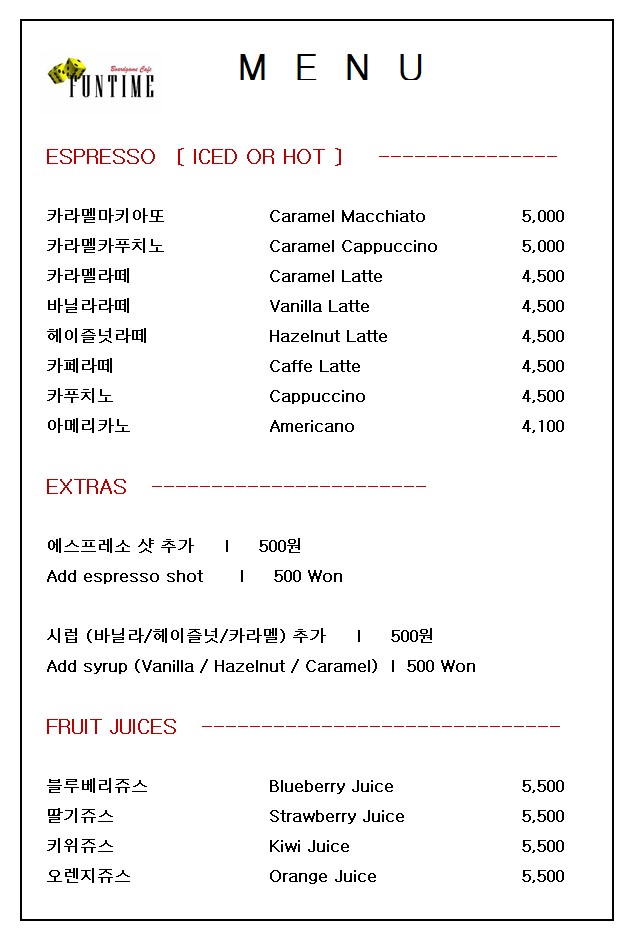 Boardgame Cafe
FUNTIME
MENU
ESPRESSO [ ICED OR HOT ] ---------------
카라멜마키아또 Caramel Macchiato 5,000
카라멜카푸치노 Caramel Cappuccino 5,000
카라멜라떼 Caramel Latte 4,500
바닐라라떼 Vanilla Latte 4,500
헤이즐넛라떼 Hazelnut Latte 4,500
카페라떼 Caffe Latte 4,500
카푸치노 Cappuccino 4,500
아메리카노 Americano 4,100
EXTRAS -----------------------
에스프레소 샷 추가 | 500원
Add espresso shot | 500 Won
시럽 (바닐라/헤이즐넛/카라멜) 추가 | 500원
Add syrup (Vanilla / Hazelnut / Caramel) | 500 Won
FRUIT JUICES ------------------------------
블루베리쥬스 Blueberry Juice 5,500
딸기쥬스 Strawberry Juice 5,500
키위쥬스 Kiwi Juice 5,500
오렌지쥬스 Orange Juice 5,500